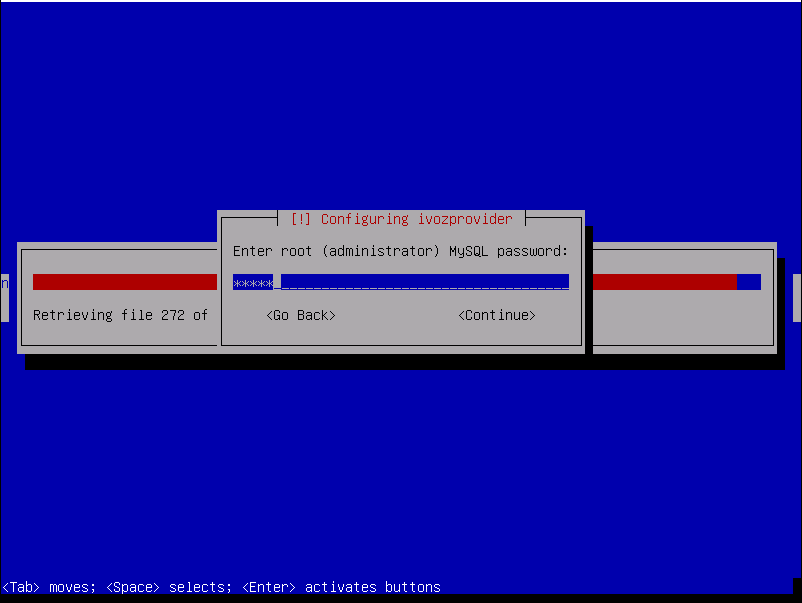 [!] Configuring ivozprovider
Enter root (administrator) MySQL password:
*****
n
Retrieving file 272 of
<Go Back> <Continue>
<Tab> moves; <Space> selects; <Enter> activates buttons